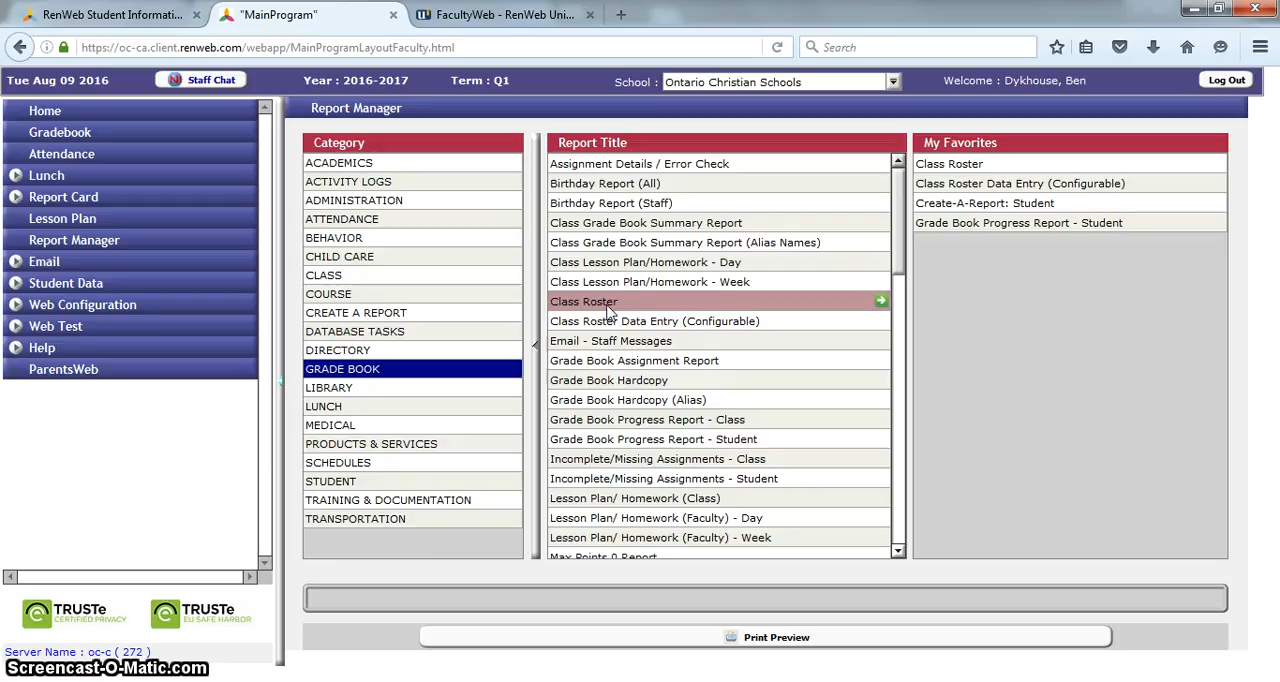 RenWeb Student Informati...
"MainProgram"
FacultyWeb - RenWeb Uni...
https://oc-ca.client.renweb.com/webapp/MainProgramLayoutFaculty.html
Search
Tue Aug 09 2016
Staff Chat
Year : 2016-2017
Term : Q1
School : Ontario Christian Schools
Welcome : Dykhouse, Ben
Log Out
Home
Gradebook
Attendance
Lunch
Report Card
Lesson Plan
Report Manager
Email
Student Data
Web Configuration
Web Test
Help
ParentsWeb
TRUSTe
CERTIFIED PRIVACY
TRUSTe
EU SAFE HARBOR
Server Name : oc-c ( 272 )
Report Manager
Category
ACADEMICS
ACTIVITY LOGS
ADMINISTRATION
ATTENDANCE
BEHAVIOR
CHILD CARE
CLASS
COURSE
CREATE A REPORT
DATABASE TASKS
DIRECTORY
GRADE BOOK
LIBRARY
LUNCH
MEDICAL
PRODUCTS & SERVICES
SCHEDULES
STUDENT
TRAINING & DOCUMENTATION
TRANSPORTATION
Report Title
Assignment Details / Error Check
Birthday Report (All)
Birthday Report (Staff)
Class Grade Book Summary Report
Class Grade Book Summary Report (Alias Names)
Class Lesson Plan/Homework - Day
Class Lesson Plan/Homework - Week
Class Roster
Class Roster Data Entry (Configurable)
Email - Staff Messages
Grade Book Assignment Report
Grade Book Hardcopy
Grade Book Hardcopy (Alias)
Grade Book Progress Report - Class
Grade Book Progress Report - Student
Incomplete/Missing Assignments - Class
Incomplete/Missing Assignments - Student
Lesson Plan/ Homework (Class)
Lesson Plan/ Homework (Faculty) - Day
Lesson Plan/ Homework (Faculty) - Week
Max Points 0 Report
My Favorites
Class Roster
Class Roster Data Entry (Configurable)
Create-A-Report: Student
Grade Book Progress Report - Student
Print Preview
Screencast-O-Matic.com